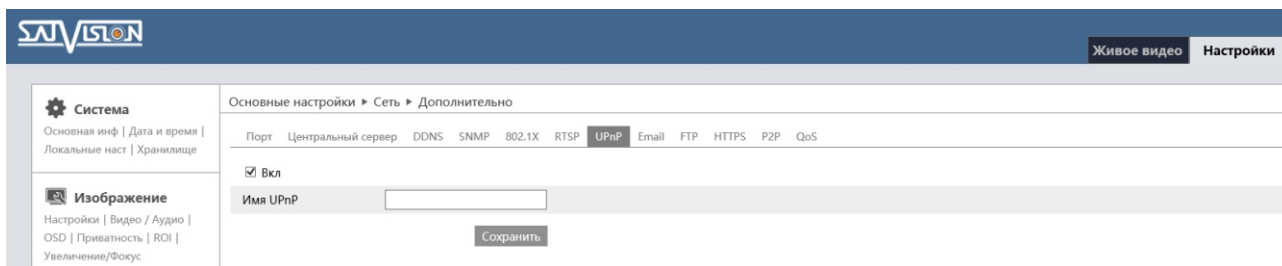 SATVISION
Живое видео Настройки
Система
Основная инф | Дата и время |
Локальные наст | Хранилище
Изображение
Настройки | Видео / Аудио |
OSD | Приватность | ROI |
Увеличение/Фокус
Основные настройки ▸ Сеть ▸ Дополнительно
Порт Центральный сервер DDNS SNMP 802.1X RTSP UPnP Email FTP HTTPS P2P QoS
Вкл
Имя UPnP
Сохранить